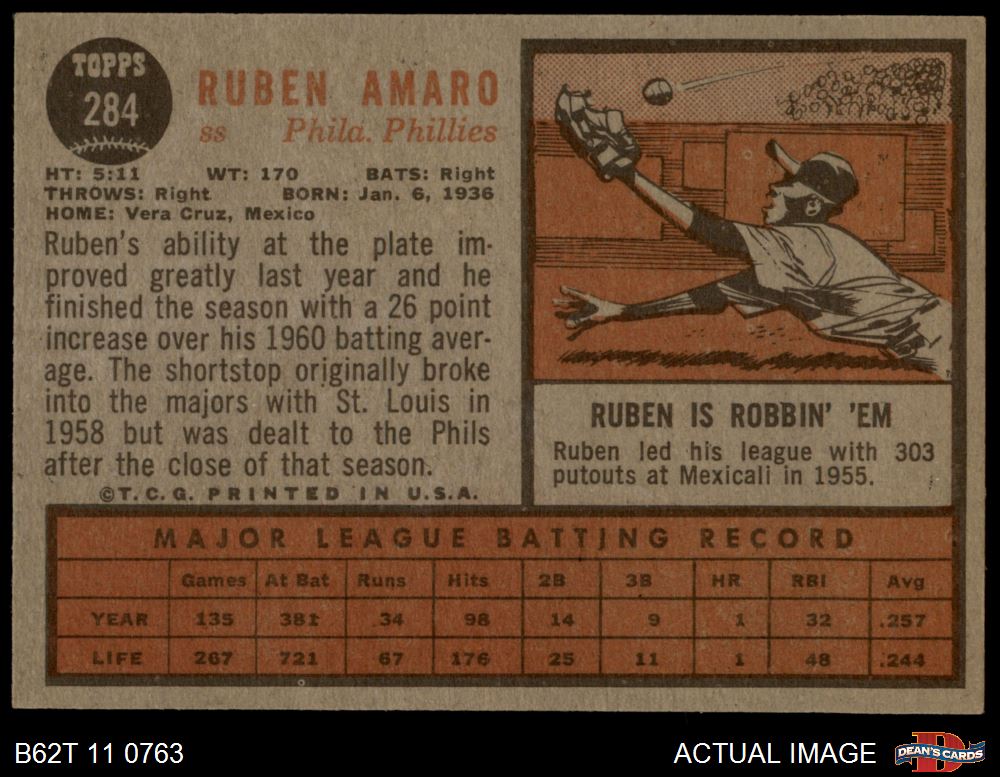 TOPPS
284
RUBEN AMARO
ss Phila. Phillies
HT: 5:11 WT: 170 BATS: Right
THROWS: Right BORN: Jan. 6, 1936
HOME: Vera Cruz, Mexico
Ruben's ability at the plate im-
proved greatly last year and he
finished the season with a 26 point
increase over his 1960 batting aver-
age. The shortstop originally broke
into the majors with St. Louis in
1958 but was dealt to the Phils
after the close of that season.
©T.C.G. PRINTED IN U.S.A.
RUBEN IS ROBBIN' 'EM
Ruben led his league with 303
putouts at Mexicali in 1955.
MAJOR LEAGUE BATTING RECORD
Games At Bat Runs Hits 2B 3B HR RBI Avg
YEAR 135 381 34 98 14 9 1 32 .257
LIFE 267 721 67 176 25 11 1 48 .244
B62T 11 0763
ACTUAL IMAGE
D
DEAN'S CARDS